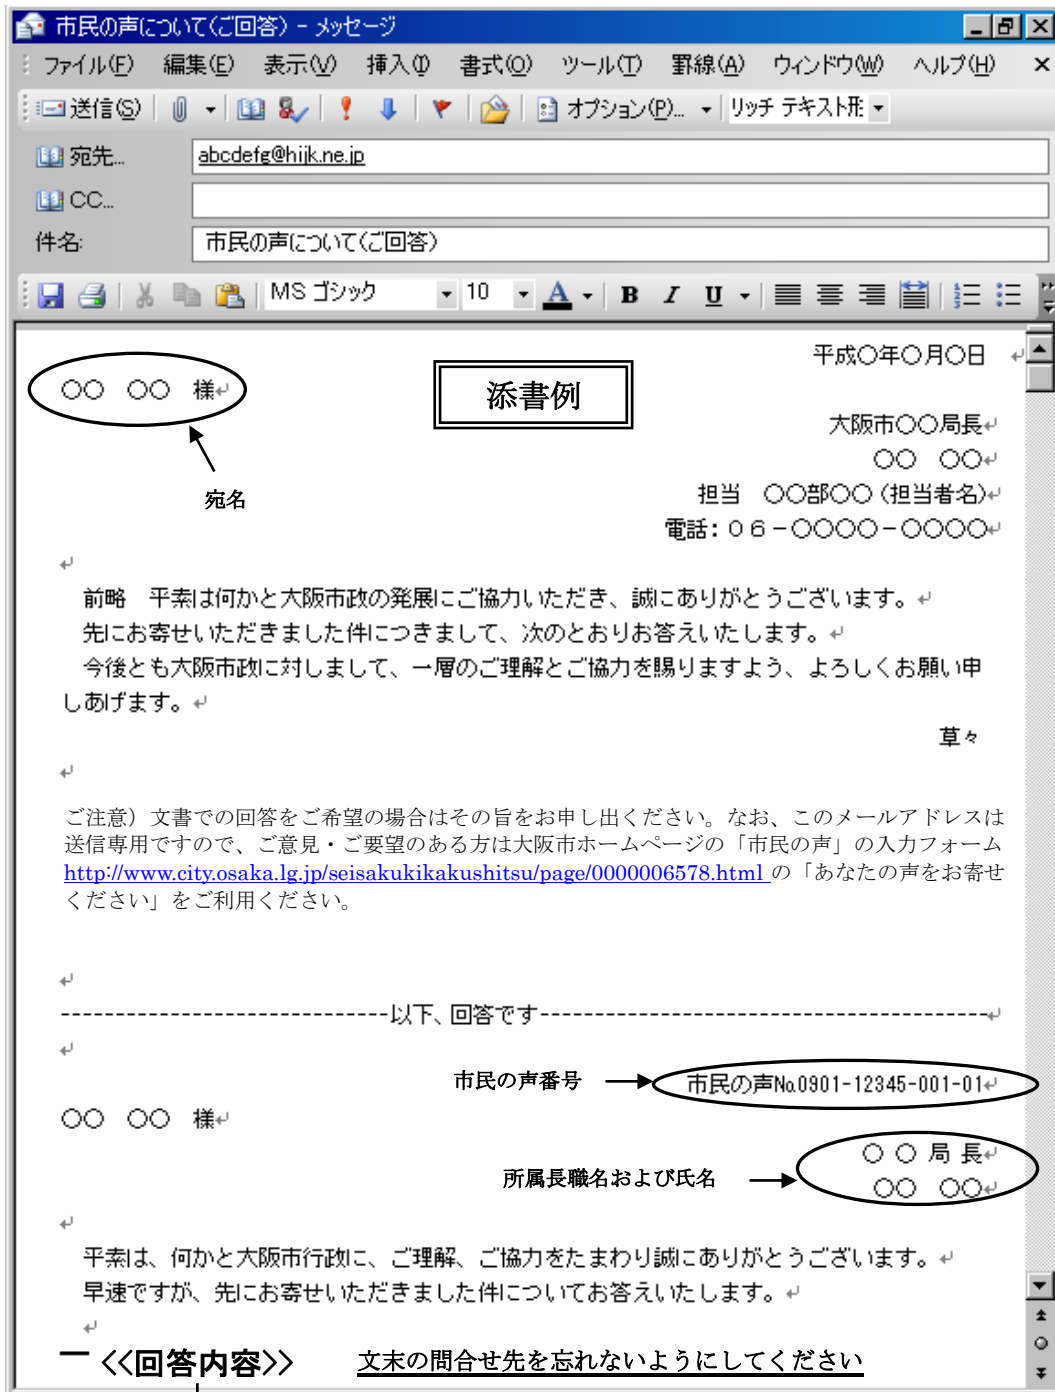 市民の声について(ご回答) - メッセージ
ファイル(F) 編集(E) 表示(V) 挿入(I) 書式(O) ツール(T) 罫線(A) ウィンドウ(W) ヘルプ(H)
送信(S) オプション(P)... リッチ テキスト形
宛先... abcdefg@hijk.ne.jp
CC...
件名: 市民の声について(ご回答)
MS ゴシック 10 A B I U
平成○年○月○日
○○ ○○ 様
添書例
大阪市○○局長
○○ ○○
宛名
担当 ○○部○○(担当者名)
電話:06-○○○○-○○○○
前略 平素は何かと大阪市政の発展にご協力いただき、誠にありがとうございます。
先にお寄せいただきました件につきまして、次のとおりお答えいたします。
今後とも大阪市政に対しまして、一層のご理解とご協力を賜りますよう、よろしくお願い申
しあげます。
草々
ご注意)文書での回答をご希望の場合はその旨をお申し出ください。なお、このメールアドレスは
送信専用ですので、ご意見・ご要望のある方は大阪市ホームページの「市民の声」の入力フォーム
http://www.city.osaka.lg.jp/seisakukikakushitsu/page/0000006578.html の「あなたの声をお寄せ
ください」をご利用ください。
------------------------------以下、回答です-----------------------------------------
市民の声番号 市民の声№0901-12345-001-01
○○ ○○ 様
○ ○ 局 長
所属長職名および氏名
○○ ○○
平素は、何かと大阪市行政に、ご理解、ご協力をたまわり誠にありがとうございます。
早速ですが、先にお寄せいただきました件についてお答えいたします。
<<回答内容>> 文末の問合せ先を忘れないようにしてください